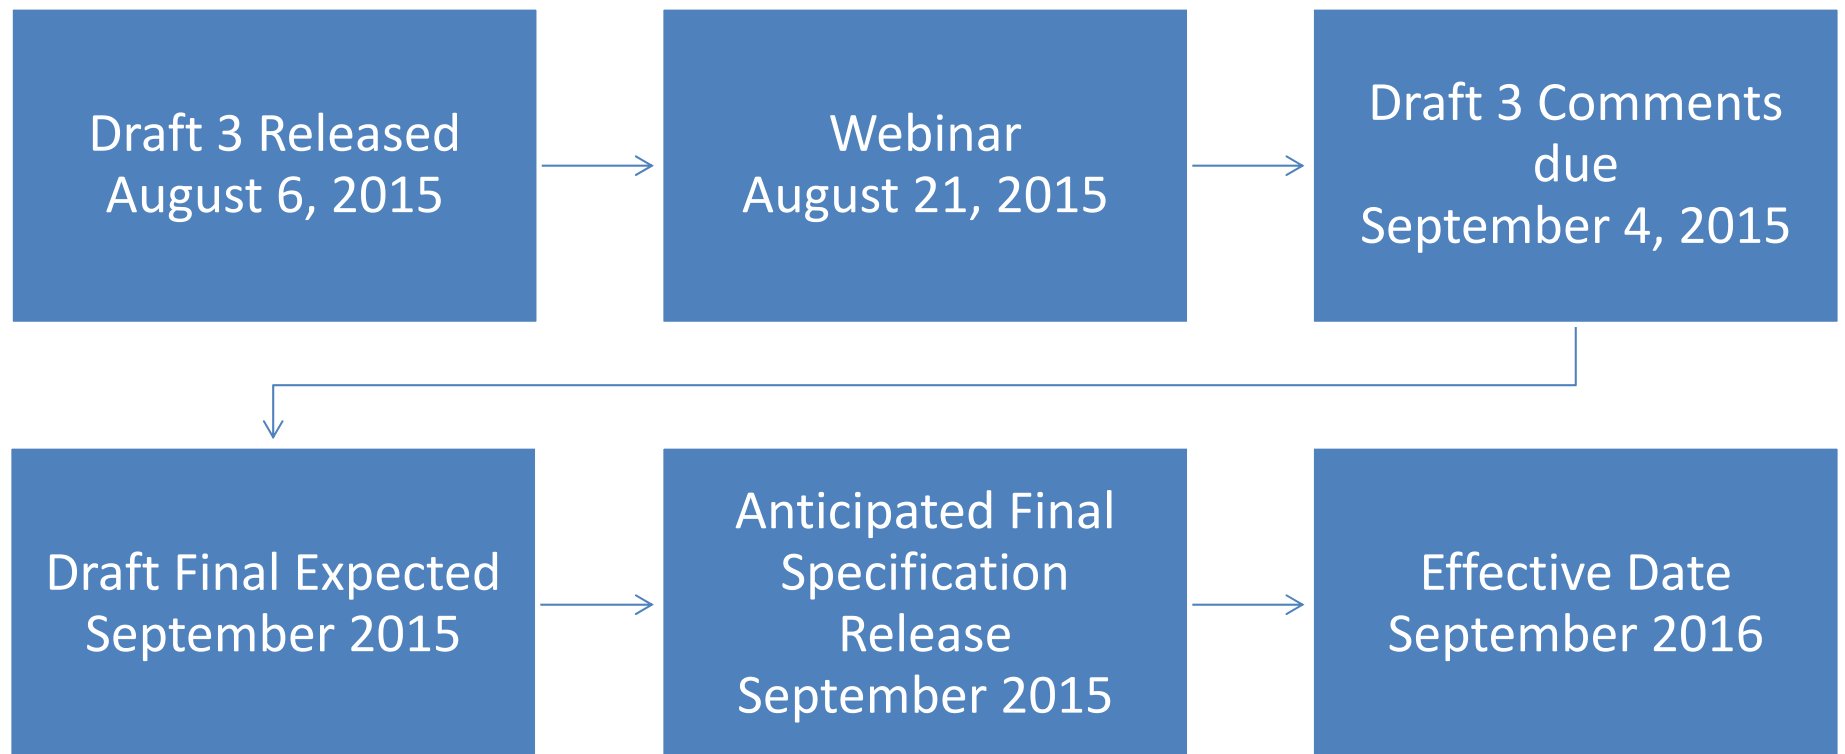 Draft 3 Released
August 6, 2015
Webinar
August 21, 2015
Draft 3 Comments
due
September 4, 2015
Draft Final Expected
September 2015
Anticipated Final
Specification
Release
September 2015
Effective Date
September 2016